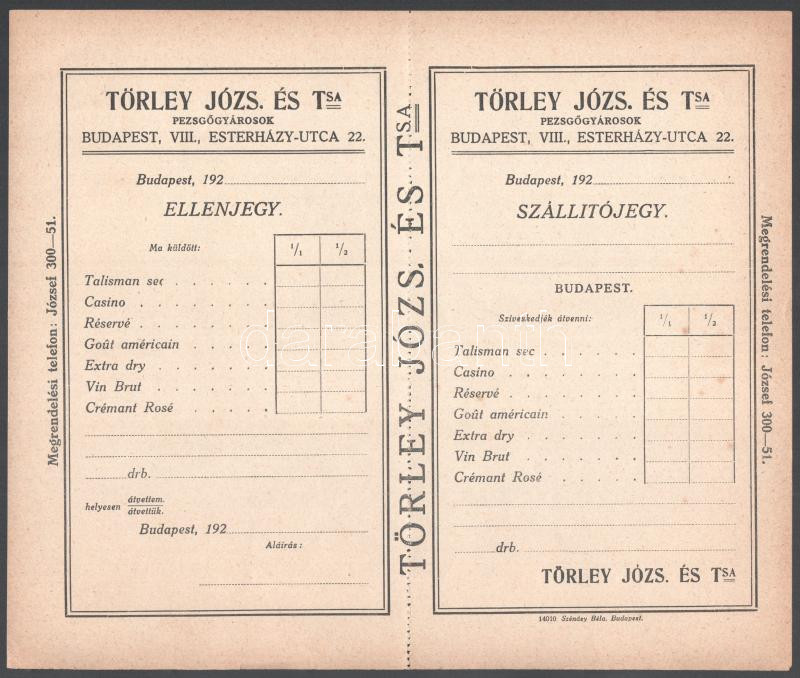 Megrendelési telefon: József 300—51.
TÖRLEY JÓZS. ÉS TSA
PEZSGŐGYÁROSOK
BUDAPEST, VIII., ESTERHÁZY-UTCA 22.
Budapest, 192
ELLENJEGY.
Ma küldött:
1/1 1/2
Talisman sec
Casino
Réservé
Goût américain
Extra dry
Vin Brut
Crémant Rosé
drb.
helyesen átvettem.
átvettük.
Budapest, 192
Aláírás:
TÖRLEY JÓZS. ÉS TSA
TÖRLEY JÓZS. ÉS TSA
PEZSGŐGYÁROSOK
BUDAPEST, VIII., ESTERHÁZY-UTCA 22.
Budapest, 192
SZÁLLITÓJEGY.
BUDAPEST.
Sziveskedjék átvenni:
1/1 1/2
Talisman sec
Casino
Réservé
Goût américain
Extra dry
Vin Brut
Crémant Rosé
drb.
TÖRLEY JÓZS. ÉS TSA
14010 Széndey Béla, Budapest.
Megrendelési telefon: József 300—51.
darabanth